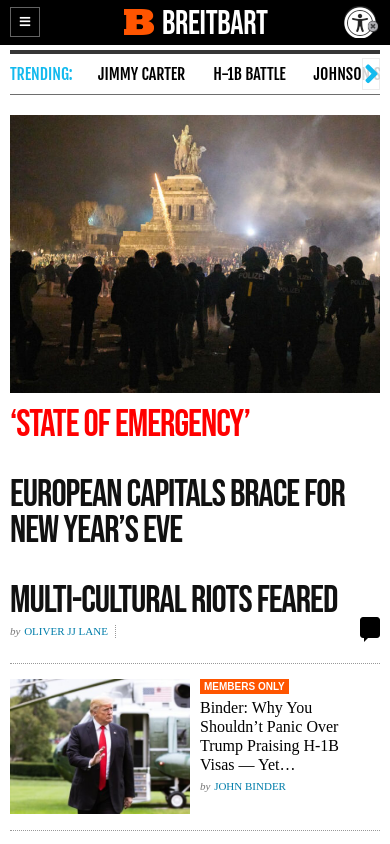 BREITBART
TRENDING: JIMMY CARTER H-1B BATTLE JOHNSO
POLIZEI
POLIZEI
‘STATE OF EMERGENCY’
EUROPEAN CAPITALS BRACE FOR
NEW YEAR’S EVE
MULTI-CULTURAL RIOTS FEARED
by OLIVER JJ LANE
MEMBERS ONLY
Binder: Why You
Shouldn’t Panic Over
Trump Praising H-1B
Visas — Yet…
by JOHN BINDER